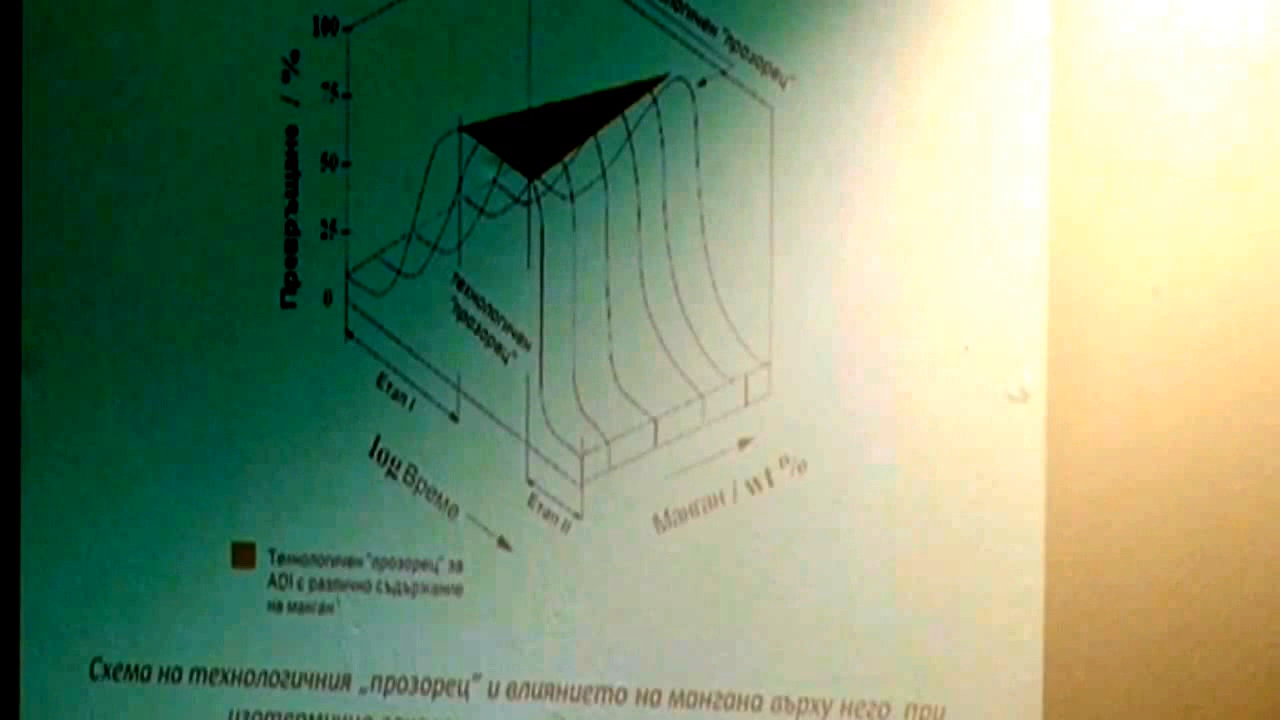 100
75
50
25
0
Превръщане / %
"прозорец"
технологичен
"прозорец"
Етап I
log Време
Етап II
Манган / wt %
Технологичен "прозорец" за
ADI с различно съдържание
на манган
Схема на технологичния „прозорец“ и влиянието на мангана върху него при